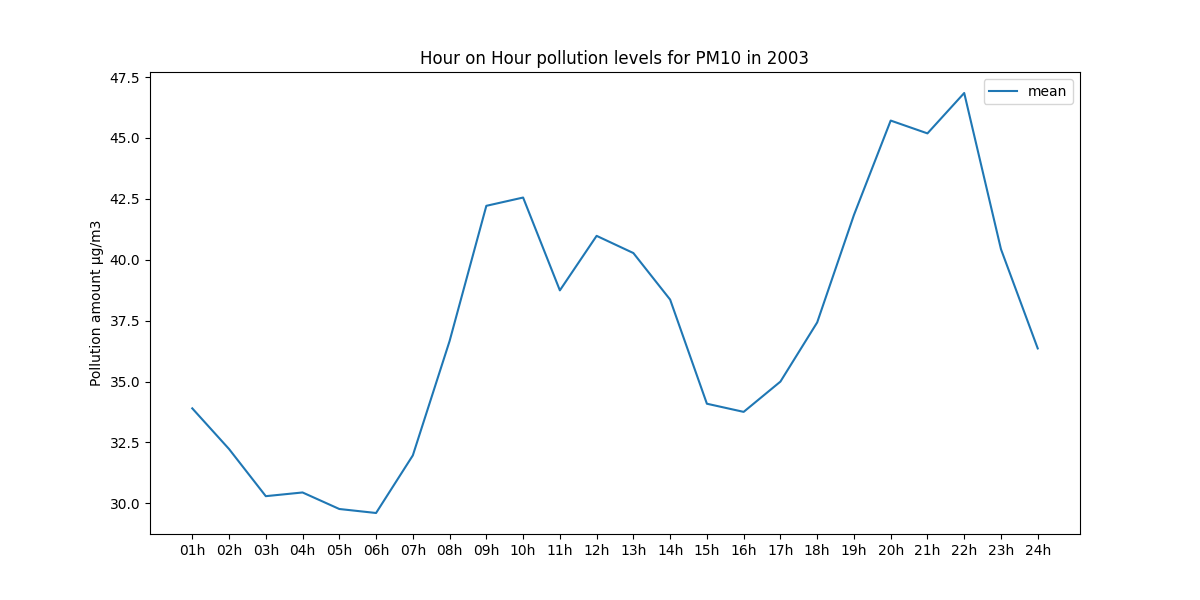 Hour on Hour pollution levels for PM10 in 2003
mean
Pollution amount µg/m3
47.5
45.0
42.5
40.0
37.5
35.0
32.5
30.0
01h 02h 03h 04h 05h 06h 07h 08h 09h 10h 11h 12h 13h 14h 15h 16h 17h 18h 19h 20h 21h 22h 23h 24h